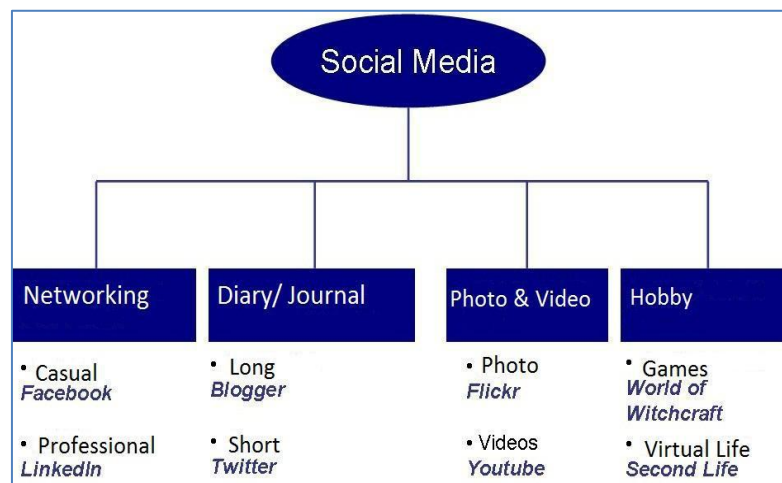 Social Media
Networking
• Casual
Facebook
• Professional
LinkedIn
Diary/ Journal
• Long
Blogger
• Short
Twitter
Photo & Video
• Photo
Flickr
• Videos
Youtube
Hobby
• Games
World of
Witchcraft
• Virtual Life
Second Life